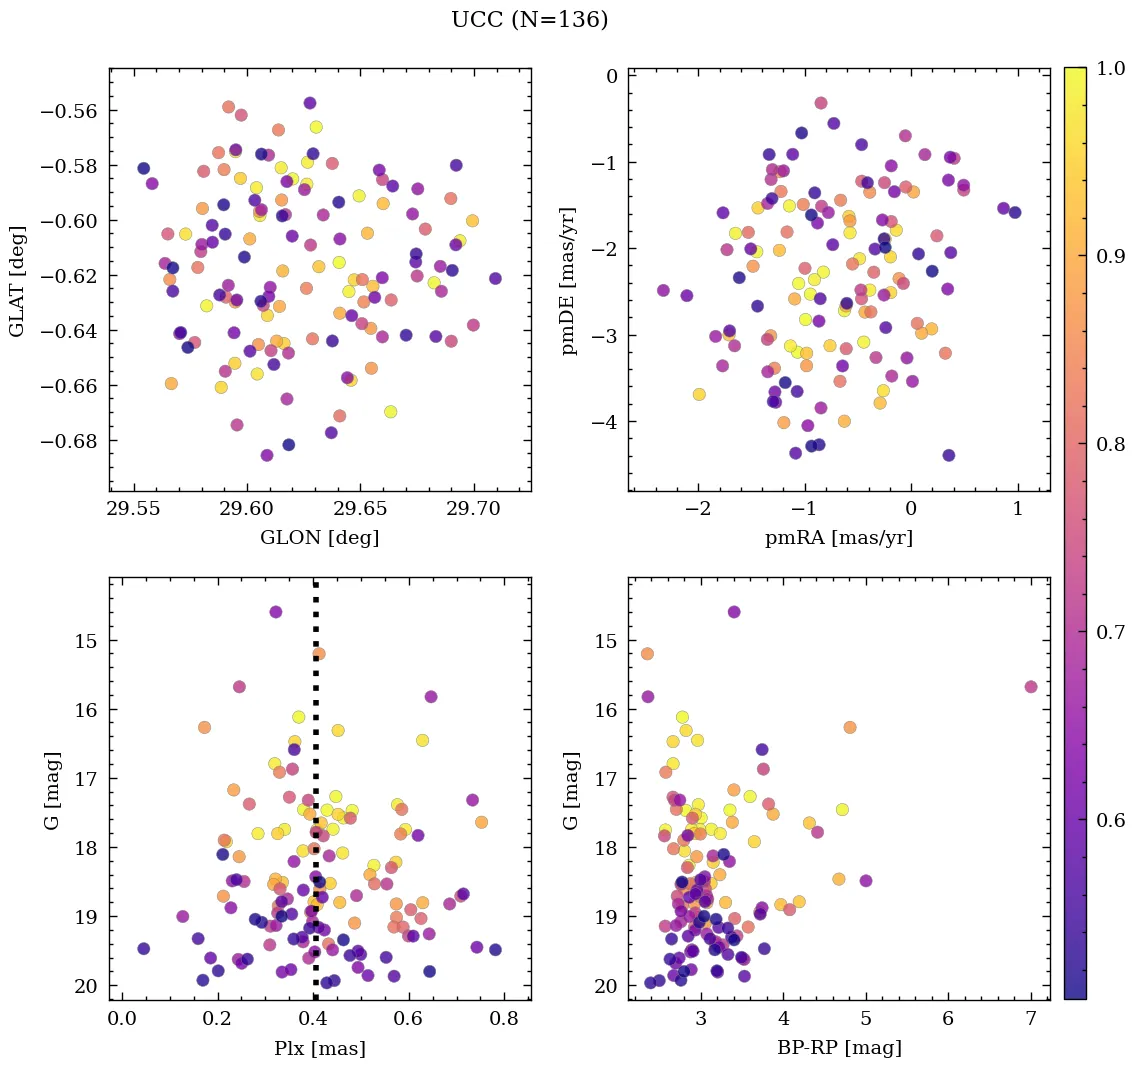 UCC (N=136)
−0.56
−0.58
−0.60
−0.62
−0.64
−0.66
−0.68
GLAT [deg]
29.55 29.60 29.65 29.70
GLON [deg]
0
−1
−2
−3
−4
pmDE [mas/yr]
−2 −1 0 1
pmRA [mas/yr]
1.0
0.9
0.8
0.7
0.6
15
16
17
18
19
20
G [mag]
0.0 0.2 0.4 0.6 0.8
Plx [mas]
15
16
17
18
19
20
G [mag]
3 4 5 6 7
BP-RP [mag]